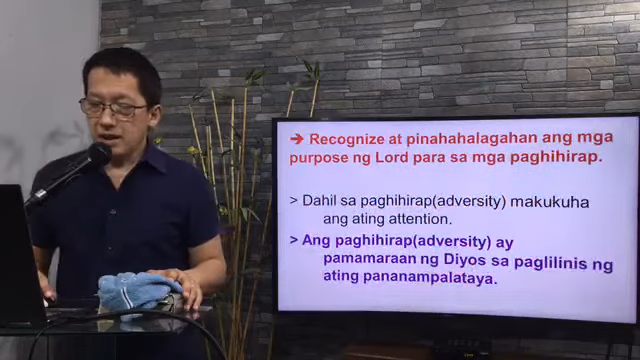 ➔ Recognize at pinahahalagahan ang mga
purpose ng Lord para sa mga paghihirap.
> Dahil sa paghihirap(adversity) makukuha
ang ating attention.
> Ang paghihirap(adversity) ay
pamamaraan ng Diyos sa paglilinis ng
ating pananampalataya.